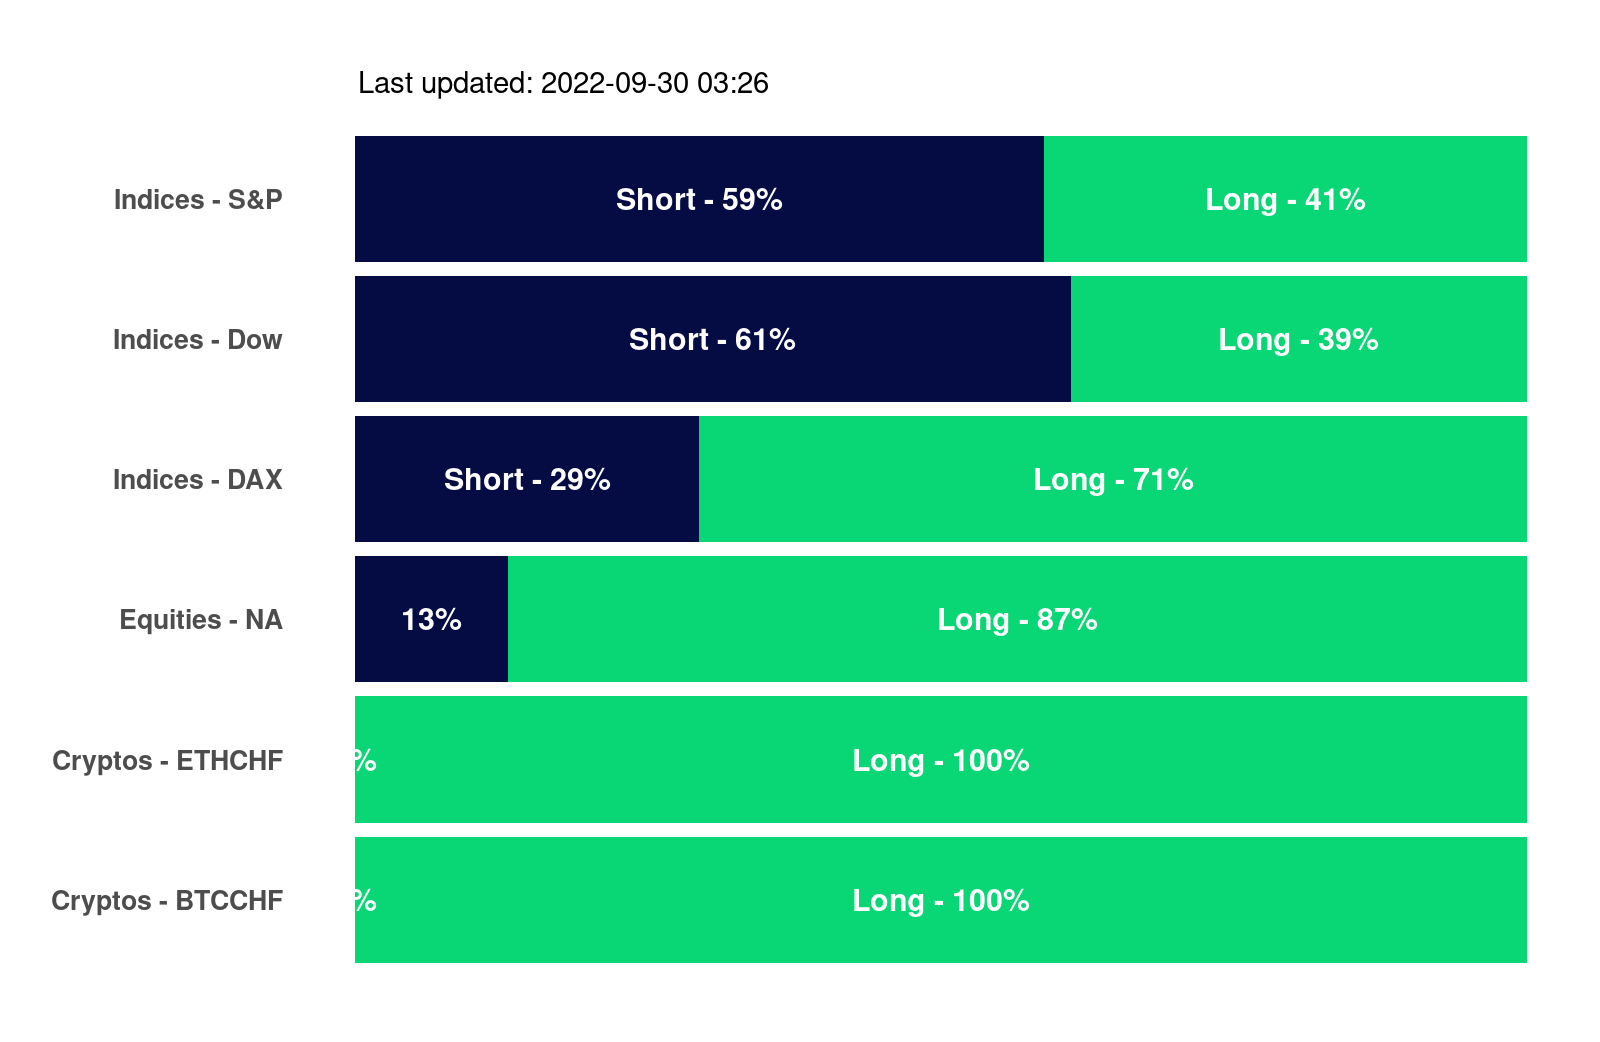 Last updated: 2022-09-30 03:26
Indices - S&P Short - 59% Long - 41%
Indices - Dow Short - 61% Long - 39%
Indices - DAX Short - 29% Long - 71%
Equities - NA 13% Long - 87%
Cryptos - ETHCHF % Long - 100%
Cryptos - BTCCHF % Long - 100%